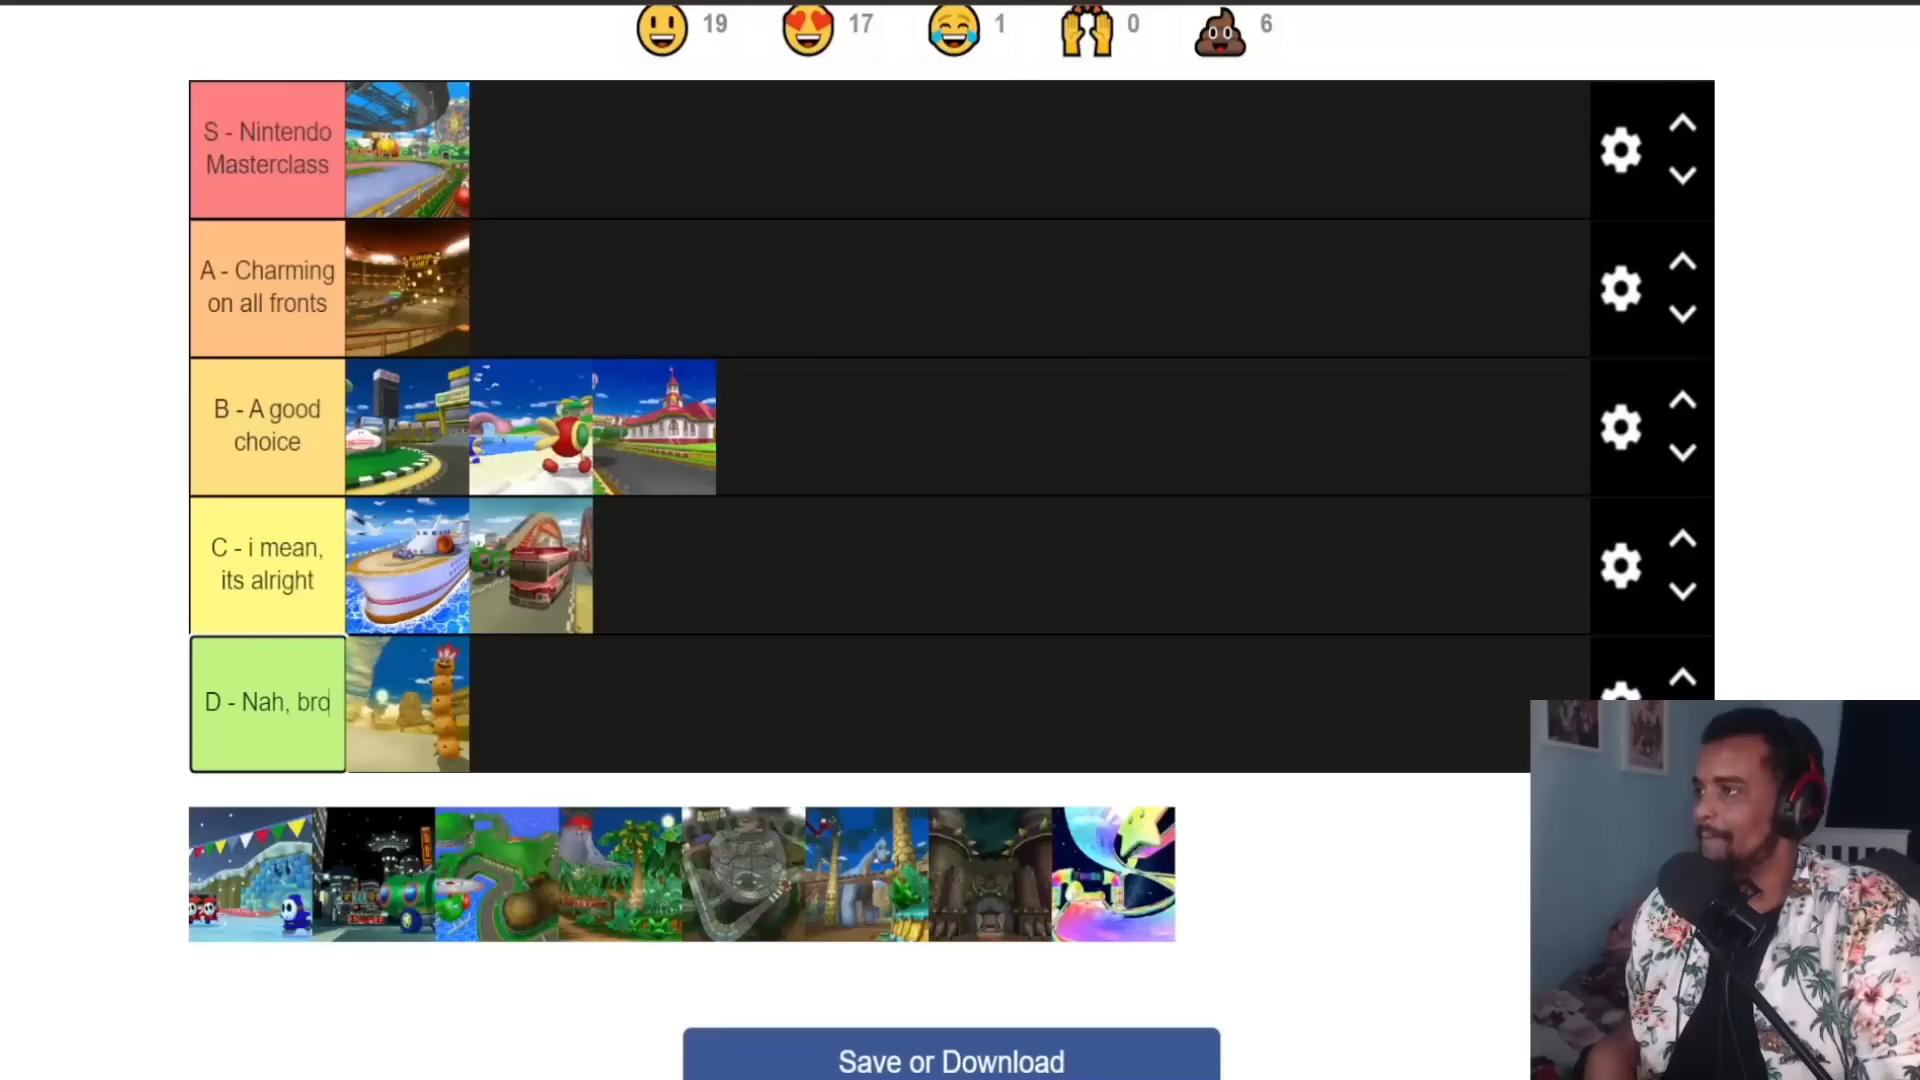 19
17
1
0
6
S - Nintendo
Masterclass
A - Charming
on all fronts
B - A good
choice
C - i mean,
its alright
D - Nah, bro
Save or Download